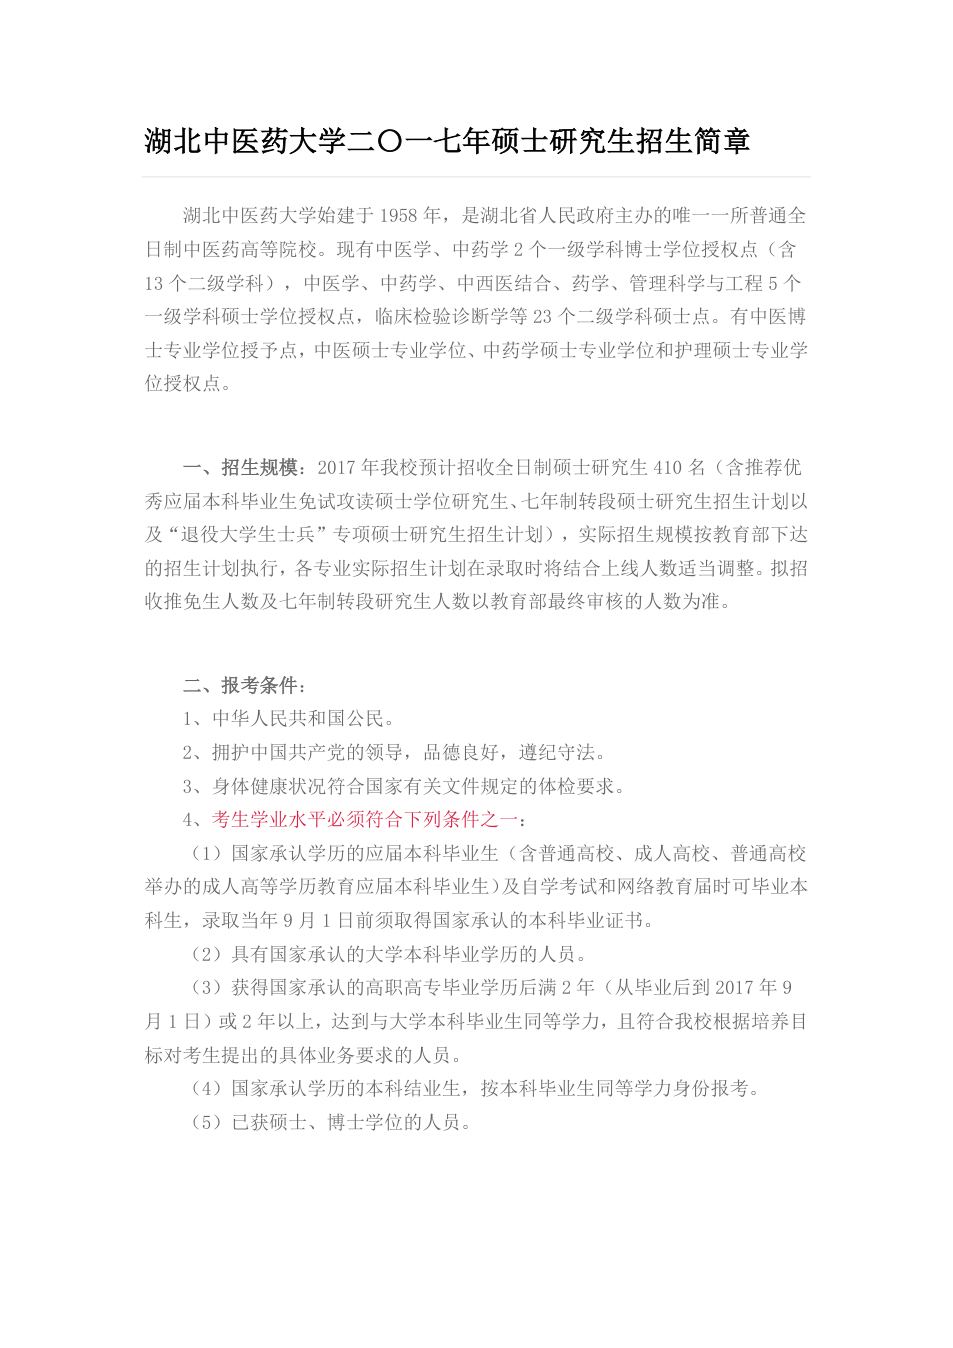 湖北中医药大学二〇一七年硕士研究生招生简章
湖北中医药大学始建于 1958 年，是湖北省人民政府主办的唯一一所普通全
日制中医药高等院校。现有中医学、中药学 2 个一级学科博士学位授权点（含
13 个二级学科），中医学、中药学、中西医结合、药学、管理科学与工程 5 个
一级学科硕士学位授权点，临床检验诊断学等 23 个二级学科硕士点。有中医博
士专业学位授予点，中医硕士专业学位、中药学硕士专业学位和护理硕士专业学
位授权点。
一、招生规模：2017 年我校预计招收全日制硕士研究生 410 名（含推荐优
秀应届本科毕业生免试攻读硕士学位研究生、七年制转段硕士研究生招生计划以
及“退役大学生士兵”专项硕士研究生招生计划），实际招生规模按教育部下达
的招生计划执行，各专业实际招生计划在录取时将结合上线人数适当调整。拟招
收推免生人数及七年制转段研究生人数以教育部最终审核的人数为准。
二、报考条件：
1、中华人民共和国公民。
2、拥护中国共产党的领导，品德良好，遵纪守法。
3、身体健康状况符合国家有关文件规定的体检要求。
4、考生学业水平必须符合下列条件之一：
（1）国家承认学历的应届本科毕业生（含普通高校、成人高校、普通高校
举办的成人高等学历教育应届本科毕业生）及自学考试和网络教育届时可毕业本
科生，录取当年 9 月 1 日前须取得国家承认的本科毕业证书。
（2）具有国家承认的大学本科毕业学历的人员。
（3）获得国家承认的高职高专毕业学历后满 2 年（从毕业后到 2017 年 9
月 1 日）或 2 年以上，达到与大学本科毕业生同等学力，且符合我校根据培养目
标对考生提出的具体业务要求的人员。
（4）国家承认学历的本科结业生，按本科毕业生同等学力身份报考。
（5）已获硕士、博士学位的人员。